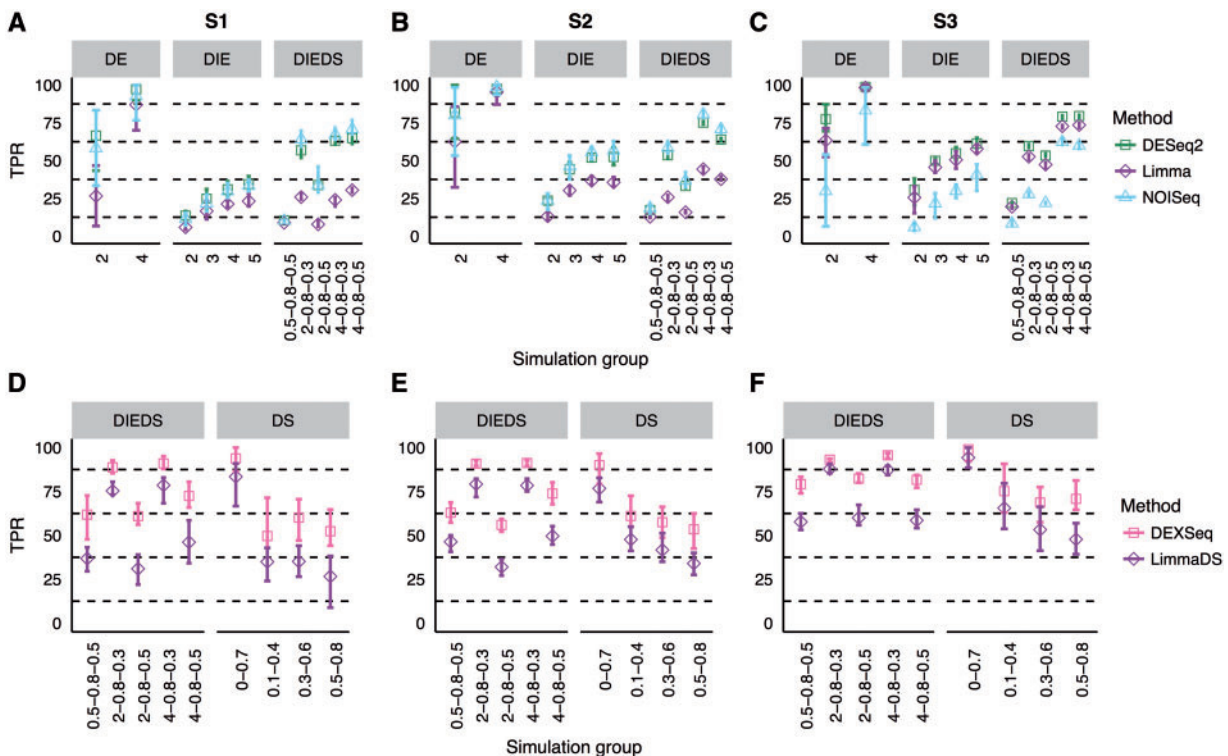 A S1 B S2 C S3
DE DIE DIEDS DE DIE DIEDS DE DIE DIEDS
100
75
50
25
0
TPR
2 4 2 3 4 5 0.5–0.8–0.5 2–0.8–0.3 2–0.8–0.5 4–0.8–0.3 4–0.8–0.5
100
75
50
25
0
2 4 2 3 4 5 0.5–0.8–0.5 2–0.8–0.3 2–0.8–0.5 4–0.8–0.3 4–0.8–0.5
100
75
50
25
0
2 4 2 3 4 5 0.5–0.8–0.5 2–0.8–0.3 2–0.8–0.5 4–0.8–0.3 4–0.8–0.5
Method
DESeq2
Limma
NOISeq
Simulation group
D E F
DIEDS DS DIEDS DS DIEDS DS
100
75
50
25
0
TPR
0.5–0.8–0.5 2–0.8–0.3 2–0.8–0.5 4–0.8–0.3 4–0.8–0.5 0–0.7 0.1–0.4 0.3–0.6 0.5–0.8
100
75
50
25
0
0.5–0.8–0.5 2–0.8–0.3 2–0.8–0.5 4–0.8–0.3 4–0.8–0.5 0–0.7 0.1–0.4 0.3–0.6 0.5–0.8
100
75
50
25
0
0.5–0.8–0.5 2–0.8–0.3 2–0.8–0.5 4–0.8–0.3 4–0.8–0.5 0–0.7 0.1–0.4 0.3–0.6 0.5–0.8
Method
DEXSeq
LimmaDS
Simulation group